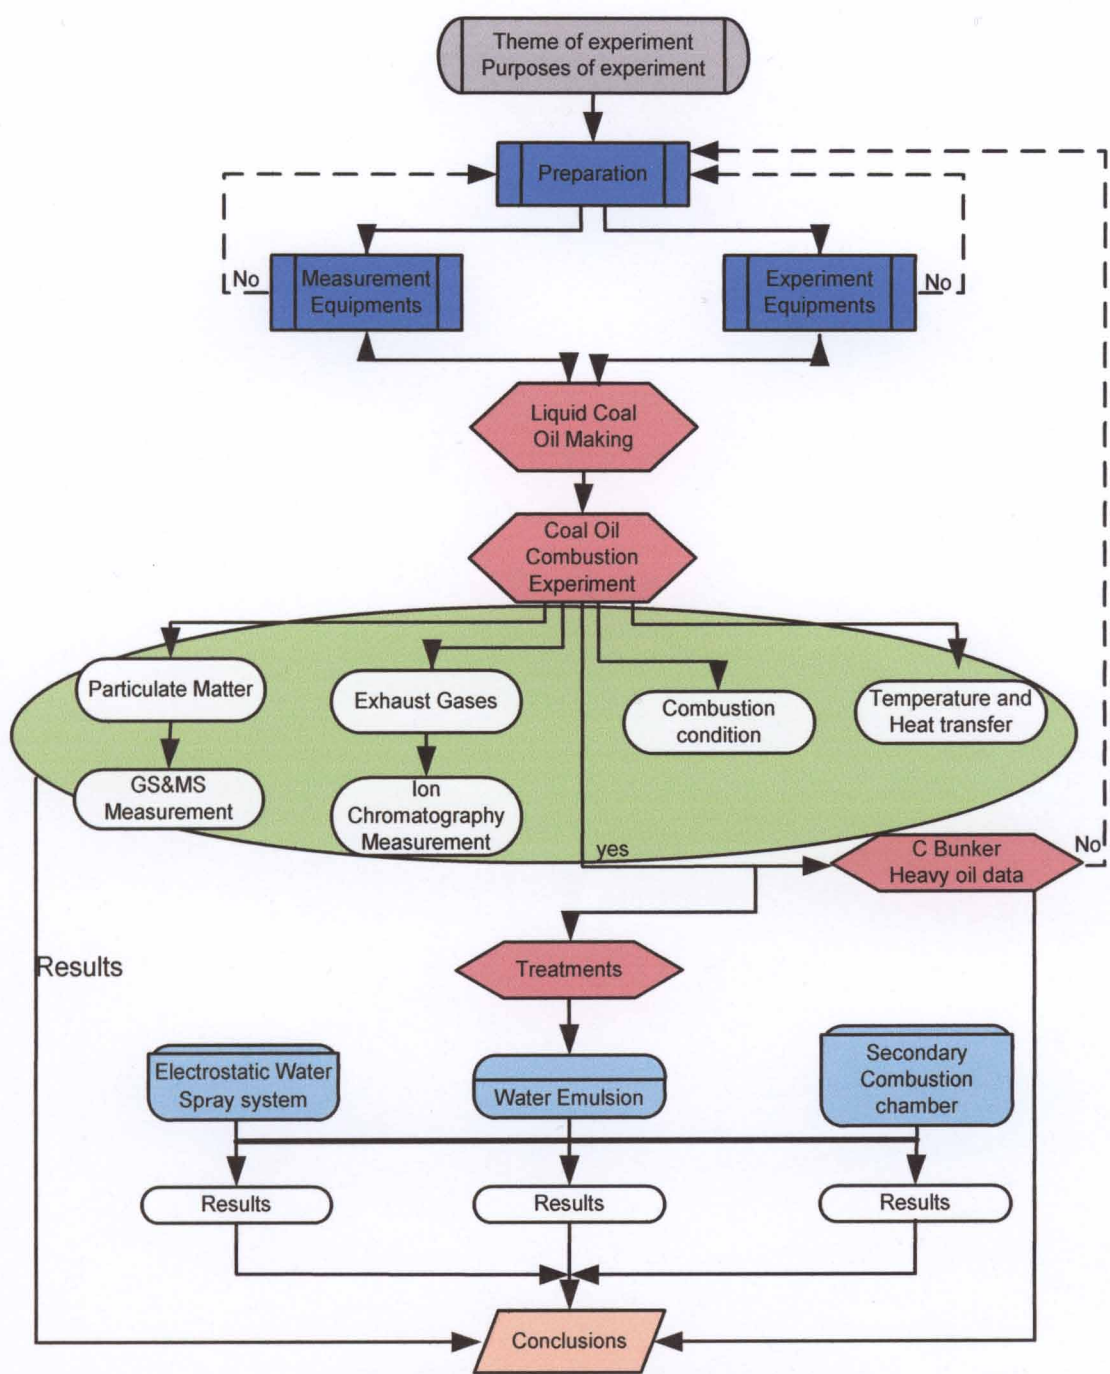 Theme of experiment
Purposes of experiment
Preparation
No
Measurement
Equipments
Experiment
Equipments
No
Liquid Coal
Oil Making
Coal Oil
Combustion
Experiment
Particulate Matter
Exhaust Gases
Combustion
condition
Temperature and
Heat transfer
GS&MS
Measurement
Ion
Chromatography
Measurement
yes
C Bunker
Heavy oil data
No
Results
Treatments
Electrostatic Water
Spray system
Water Emulsion
Secondary
Combustion
chamber
Results
Results
Results
Conclusions